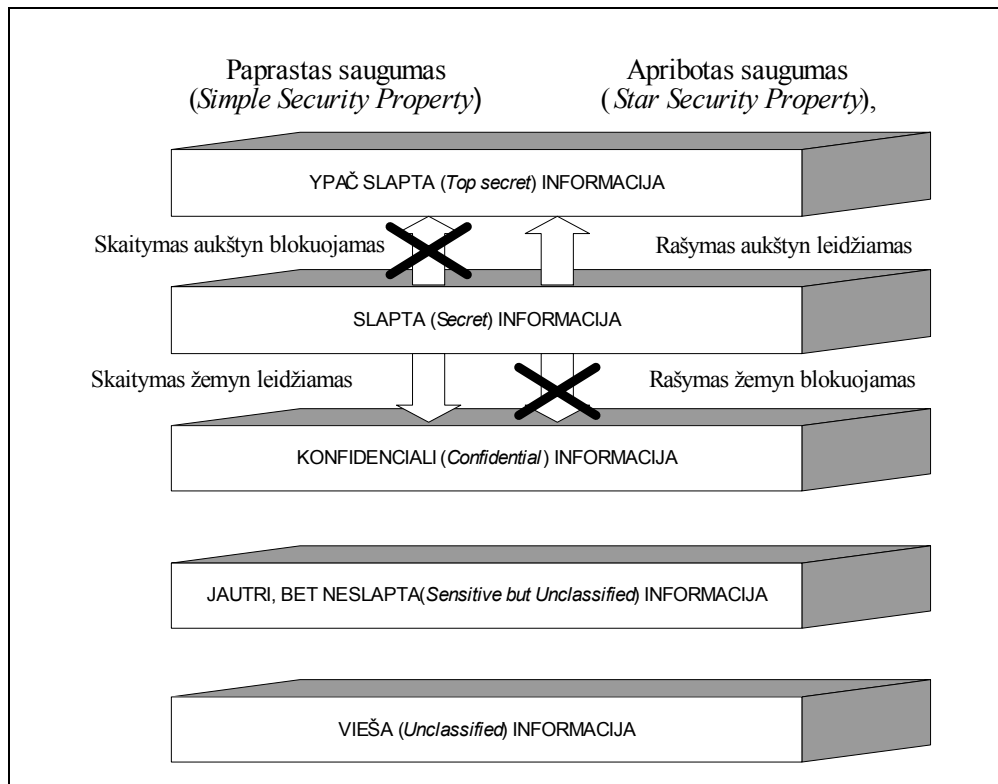 Paprastas saugumas
(Simple Security Property)
Apribotas saugumas
( Star Security Property),
YPAČ SLAPTA (Top secret) INFORMACIJA
Skaitymas aukštyn blokuojamas
Rašymas aukštyn leidžiamas
SLAPTA (Secret) INFORMACIJA
Skaitymas žemyn leidžiamas
Rašymas žemyn blokuojamas
KONFIDENCIALI (Confidential ) INFORMACIJA
JAUTRI, BET NESLAPTA(Sensitive but Unclassified) INFORMACIJA
VIEŠA (Unclassified) INFORMACIJA